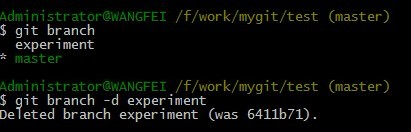 Administrator@WANGFEI /f/work/mygit/test (master)
$ git branch
  experiment
* master

Administrator@WANGFEI /f/work/mygit/test (master)
$ git branch -d experiment
Deleted branch experiment (was 6411b71).